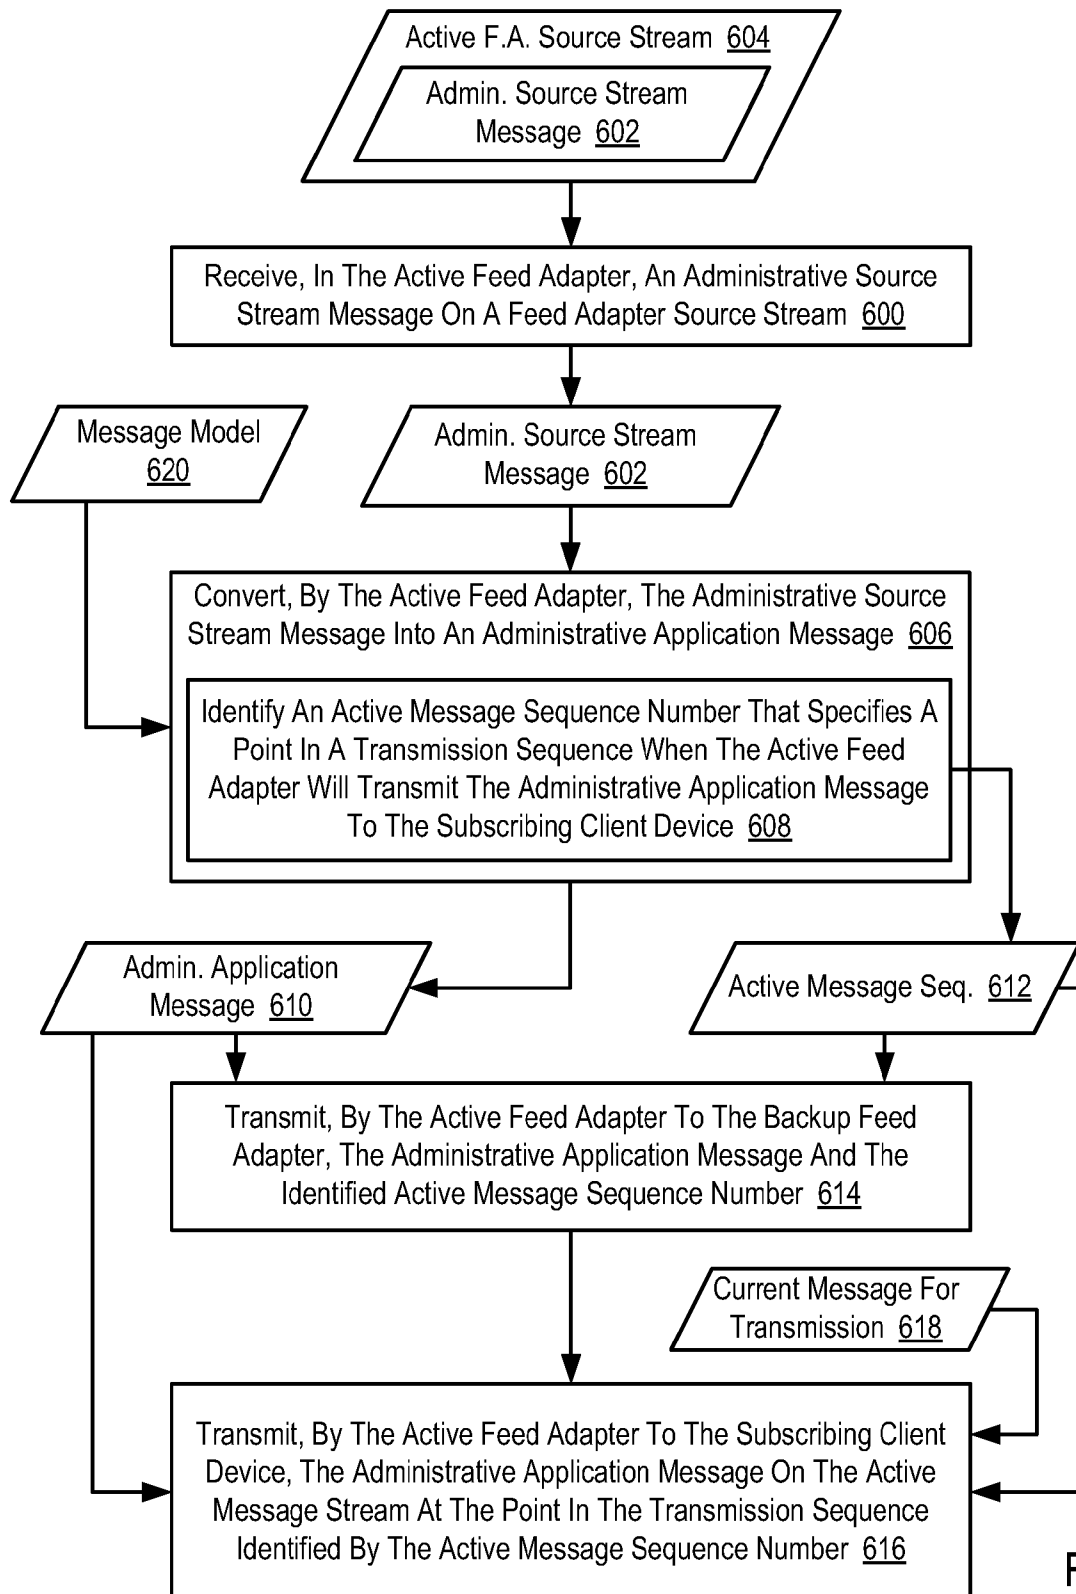 Active F.A. Source Stream 604
Admin. Source Stream
Message 602
Receive, In The Active Feed Adapter, An Administrative Source
Stream Message On A Feed Adapter Source Stream 600
Message Model
620
Admin. Source Stream
Message 602
Convert, By The Active Feed Adapter, The Administrative Source
Stream Message Into An Administrative Application Message 606
Identify An Active Message Sequence Number That Specifies A
Point In A Transmission Sequence When The Active Feed
Adapter Will Transmit The Administrative Application Message
To The Subscribing Client Device 608
Admin. Application
Message 610
Active Message Seq. 612
Transmit, By The Active Feed Adapter To The Backup Feed
Adapter, The Administrative Application Message And The
Identified Active Message Sequence Number 614
Current Message For
Transmission 618
Transmit, By The Active Feed Adapter To The Subscribing Client
Device, The Administrative Application Message On The Active
Message Stream At The Point In The Transmission Sequence
Identified By The Active Message Sequence Number 616